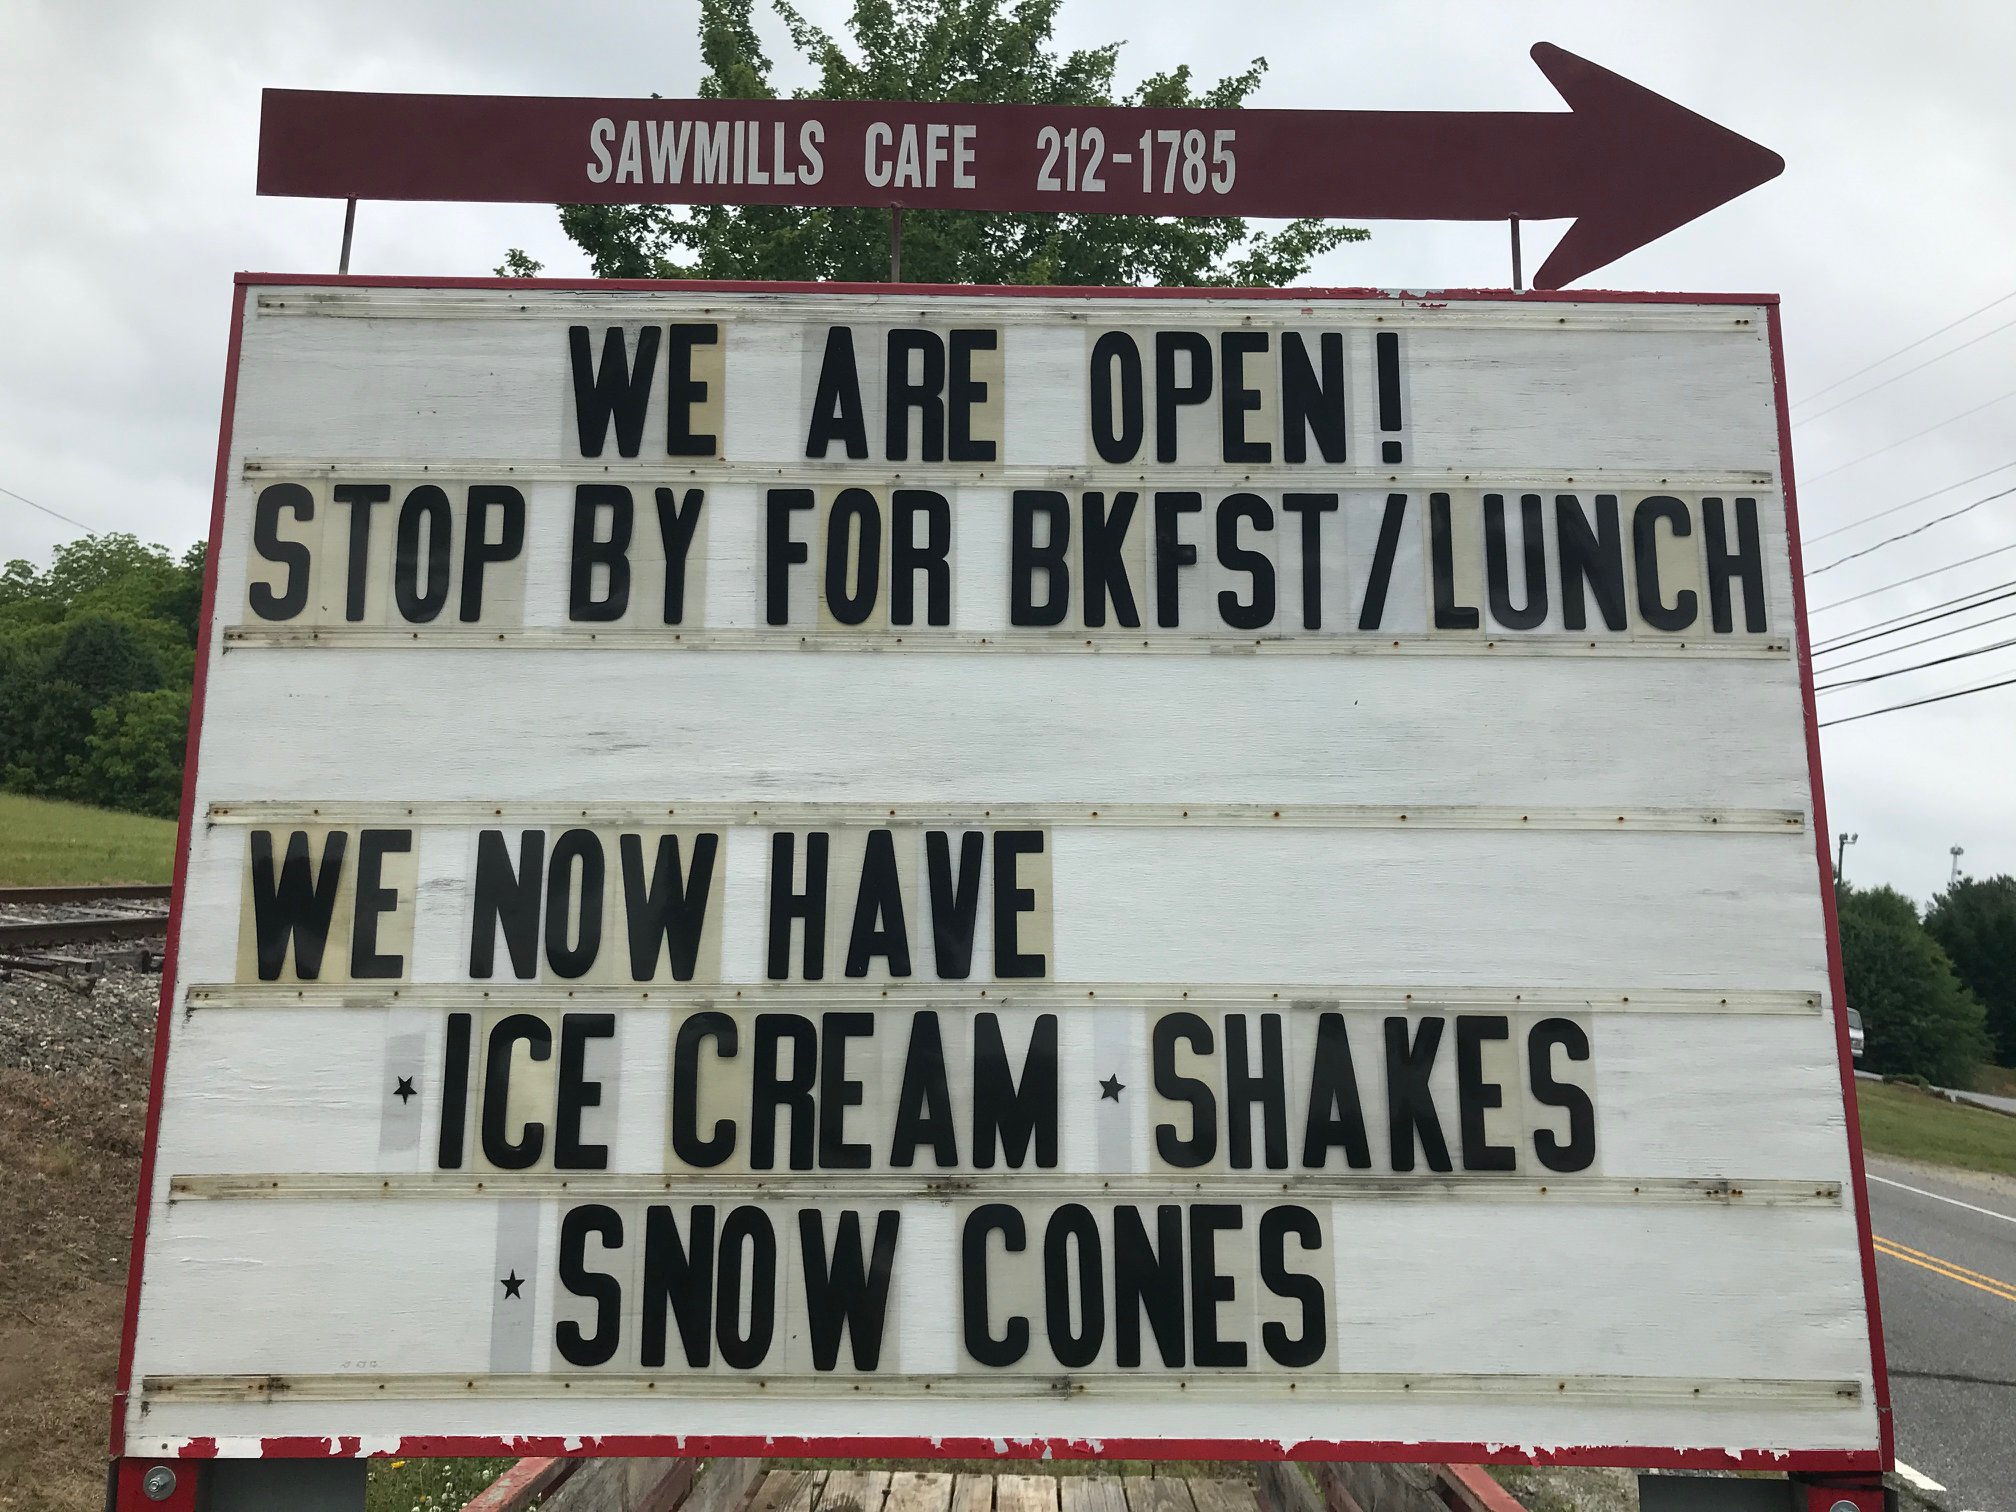 SAWMILLS CAFE 212-1785
WE ARE OPEN!
STOP BY FOR BKFST/LUNCH
WE NOW HAVE
★ ICE CREAM ★ SHAKES
★ SNOW CONES